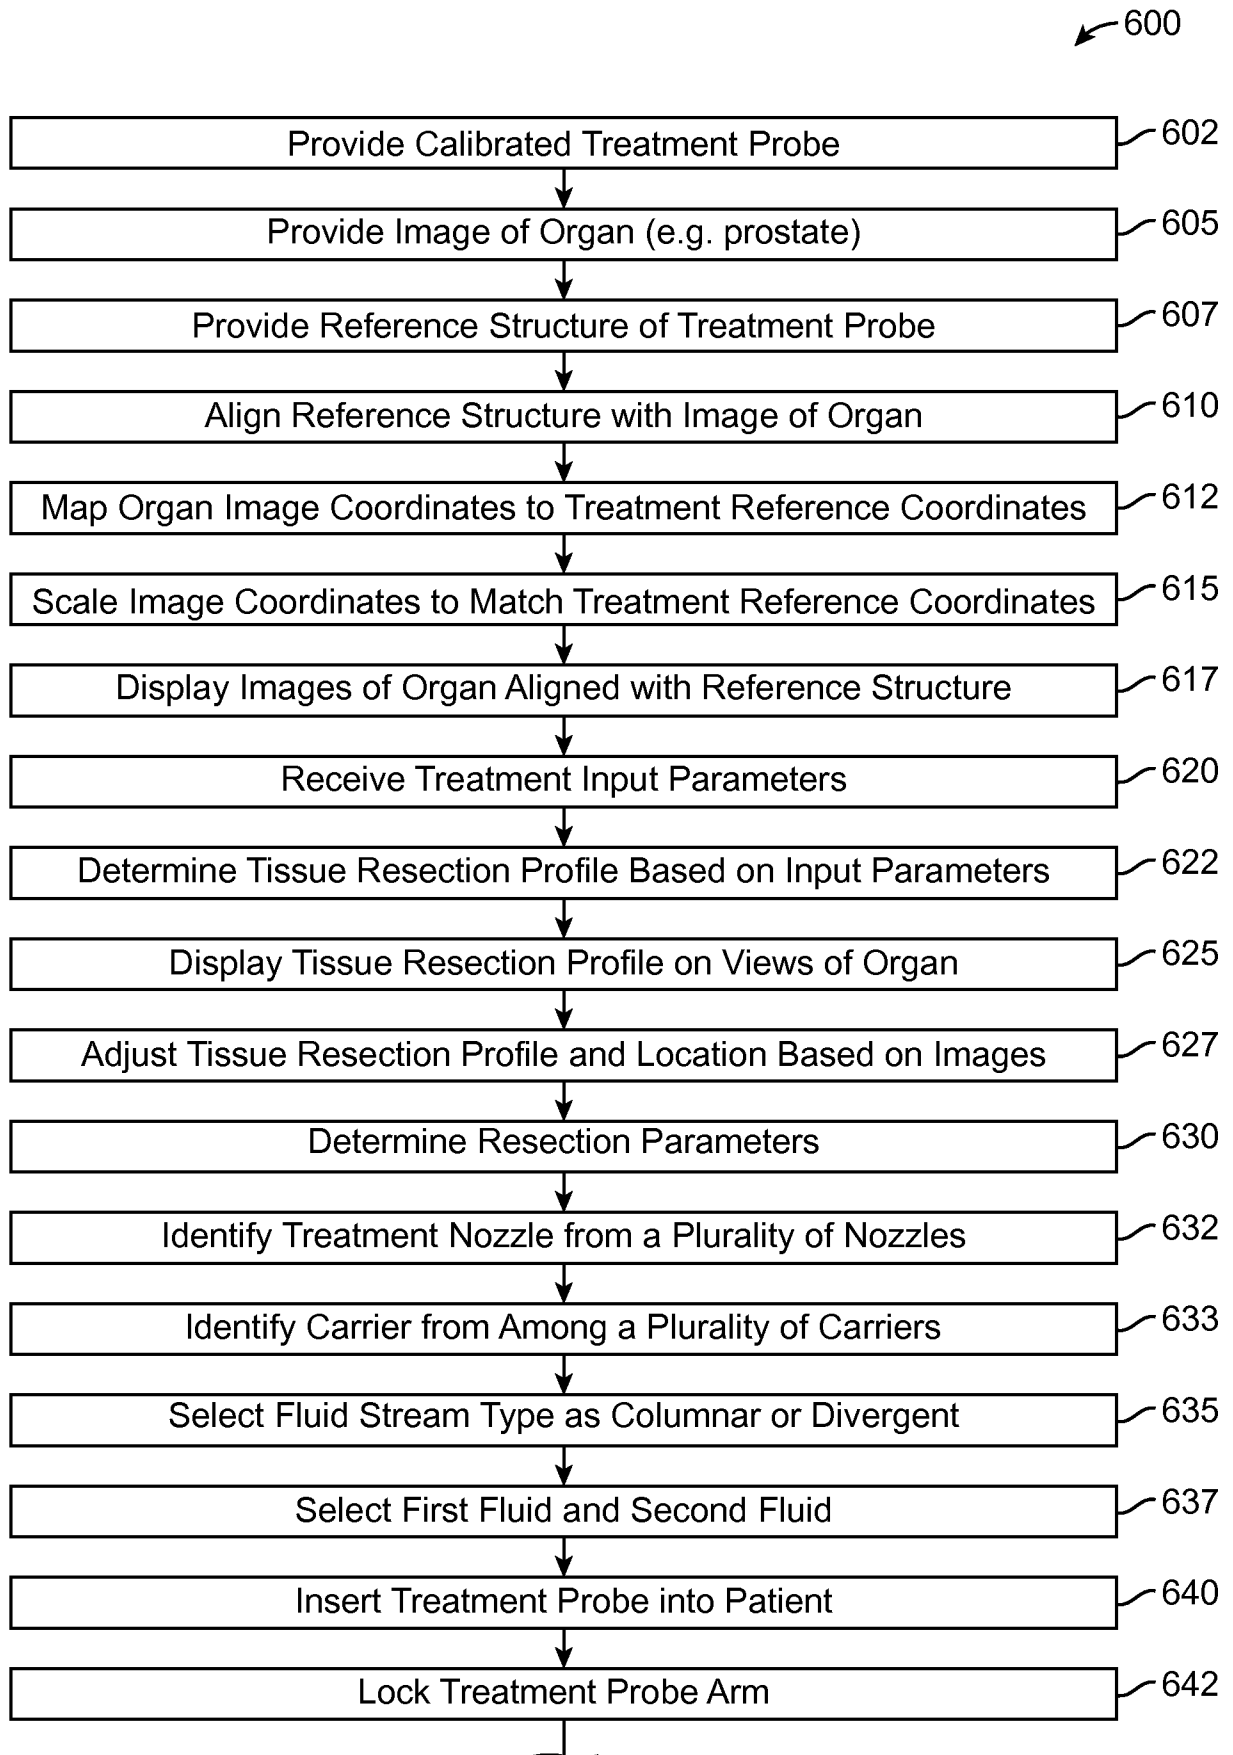 600
Provide Calibrated Treatment Probe 602
Provide Image of Organ (e.g. prostate) 605
Provide Reference Structure of Treatment Probe 607
Align Reference Structure with Image of Organ 610
Map Organ Image Coordinates to Treatment Reference Coordinates 612
Scale Image Coordinates to Match Treatment Reference Coordinates 615
Display Images of Organ Aligned with Reference Structure 617
Receive Treatment Input Parameters 620
Determine Tissue Resection Profile Based on Input Parameters 622
Display Tissue Resection Profile on Views of Organ 625
Adjust Tissue Resection Profile and Location Based on Images 627
Determine Resection Parameters 630
Identify Treatment Nozzle from a Plurality of Nozzles 632
Identify Carrier from Among a Plurality of Carriers 633
Select Fluid Stream Type as Columnar or Divergent 635
Select First Fluid and Second Fluid 637
Insert Treatment Probe into Patient 640
Lock Treatment Probe Arm 642